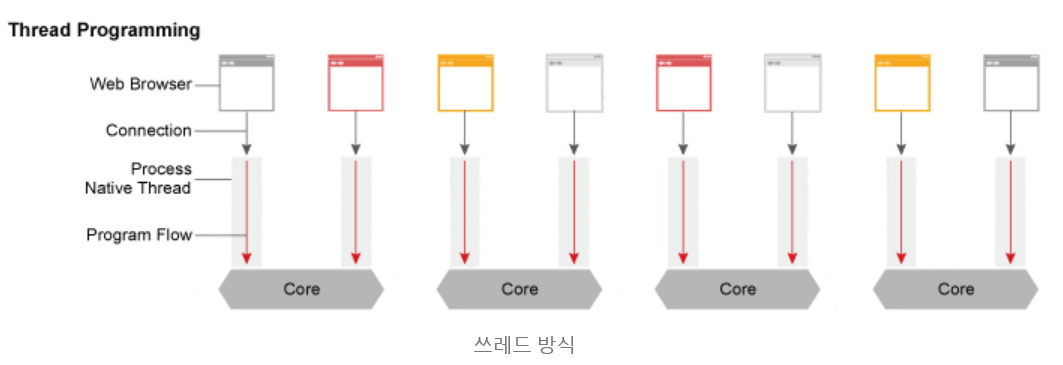 Thread Programming
Web Browser
Connection
Process
Native Thread
Program Flow
Core
Core
Core
Core
쓰레드 방식